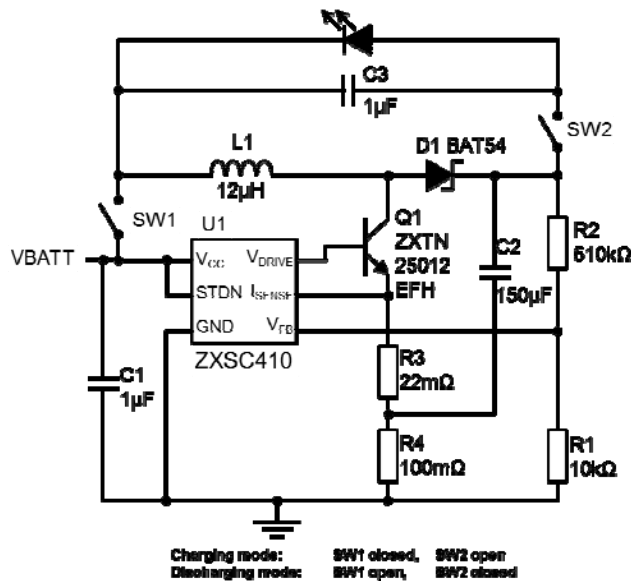 C3
1µF
SW2
L1
12µH
D1 BAT54
SW1
U1
Q1
ZXTN
25012
EFH
R2
510kΩ
C2
150µF
VBATT
VCC
VDRIVE
STDN
ISENSE
GND
VFB
ZXSC410
C1
1µF
R3
22mΩ
R4
100mΩ
R1
10kΩ
Charging mode: SW1 closed, SW2 open
Discharging mode: SW1 open, SW2 closed